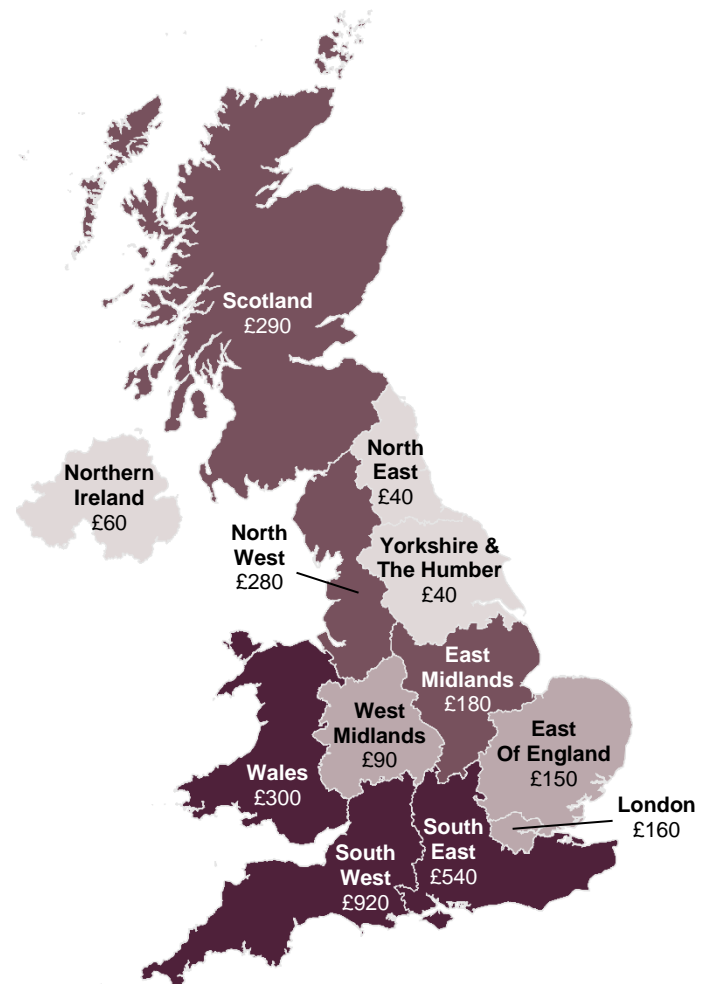 Scotland
£290
North
East
£40
Northern
Ireland
£60
North
West
£280
Yorkshire &
The Humber
£40
East
Midlands
£180
West
Midlands
£90
East
Of England
£150
Wales
£300
London
£160
South
East
£540
South
West
£920